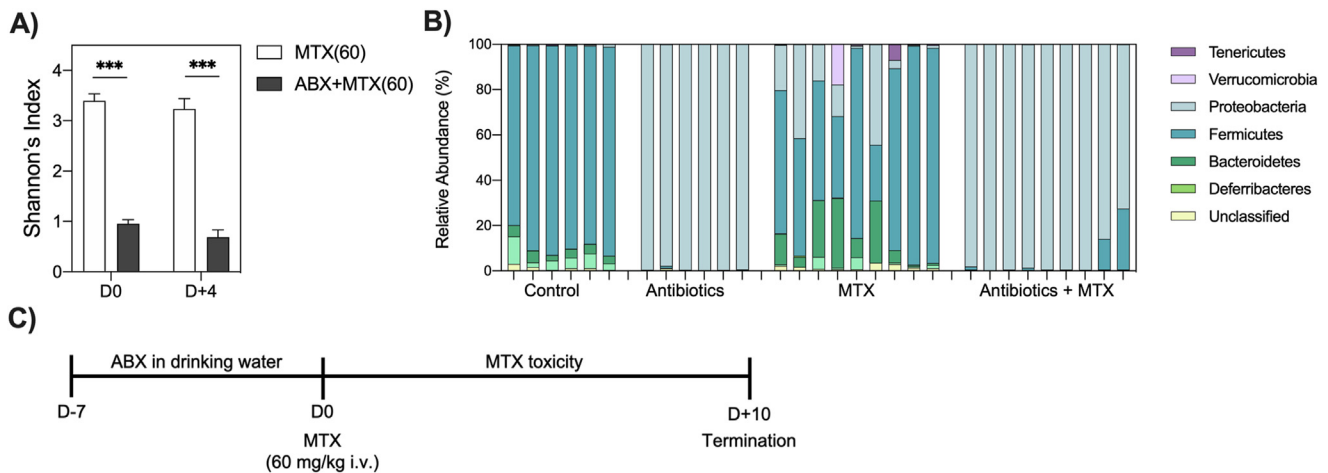 A)
4
3
2
1
0
Shannon's Index
***
***
D0
D+4
MTX(60)
ABX+MTX(60)
B)
100
80
60
40
20
0
Relative Abundance (%)
Control
Antibiotics
MTX
Antibiotics + MTX
Tenericutes
Verrucomicrobia
Proteobacteria
Fermicutes
Bacteroidetes
Deferribacteres
Unclassified
C)
ABX in drinking water
MTX toxicity
D-7
D0
D+10
MTX
(60 mg/kg i.v.)
Termination